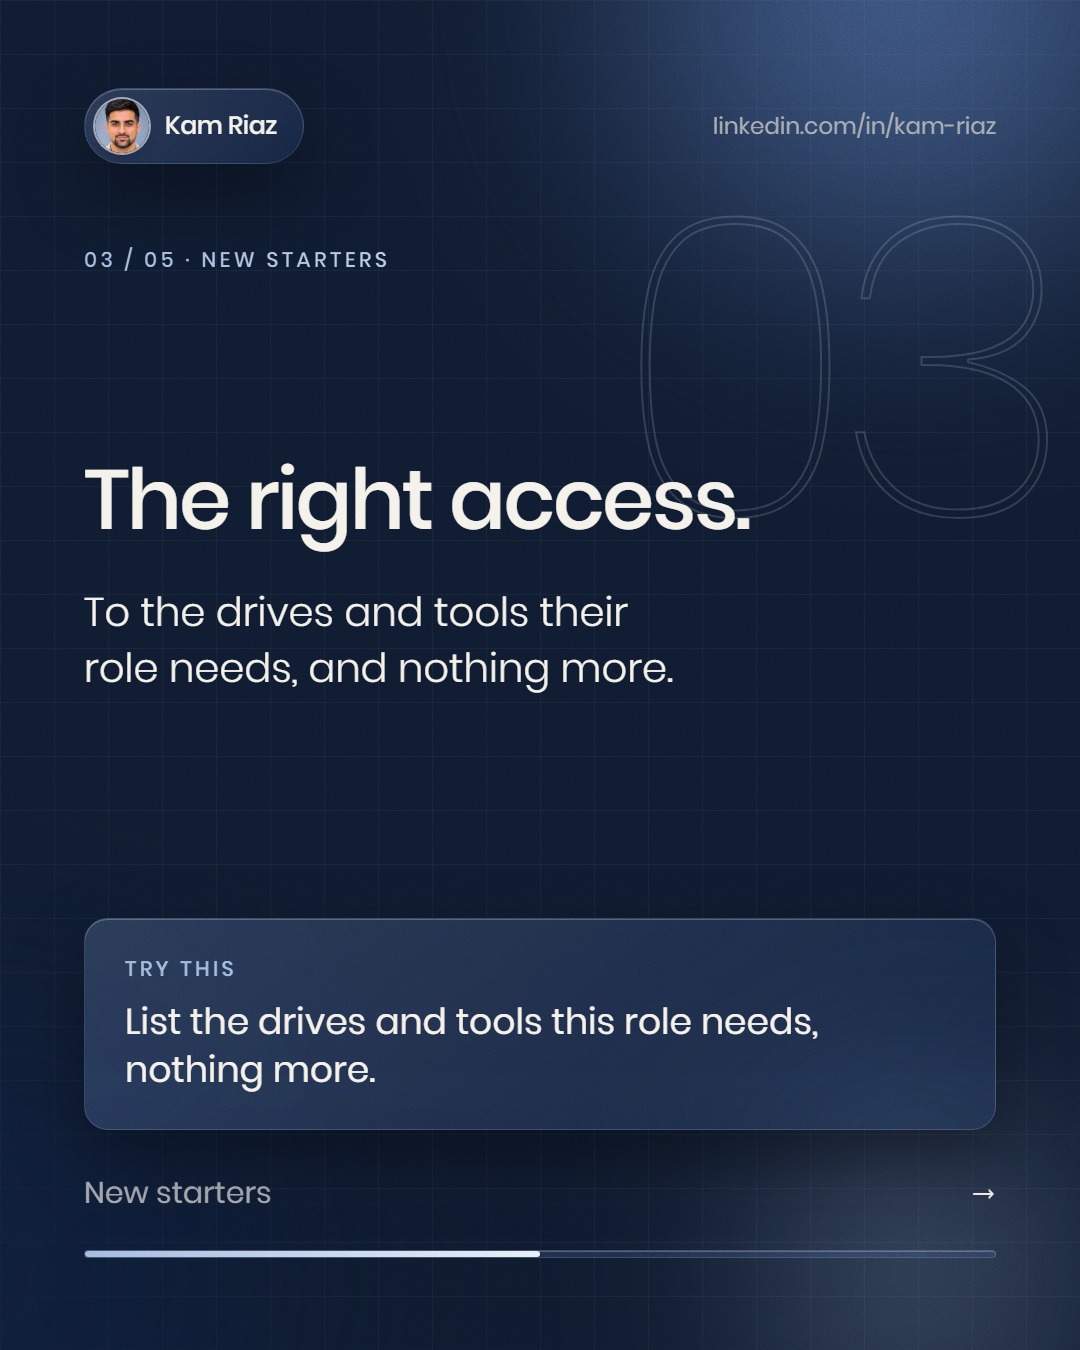 Kam Riaz
linkedin.com/in/kam-riaz
03 / 05 · NEW STARTERS
03
The right access.
To the drives and tools their
role needs, and nothing more.
TRY THIS
List the drives and tools this role needs,
nothing more.
New starters
→